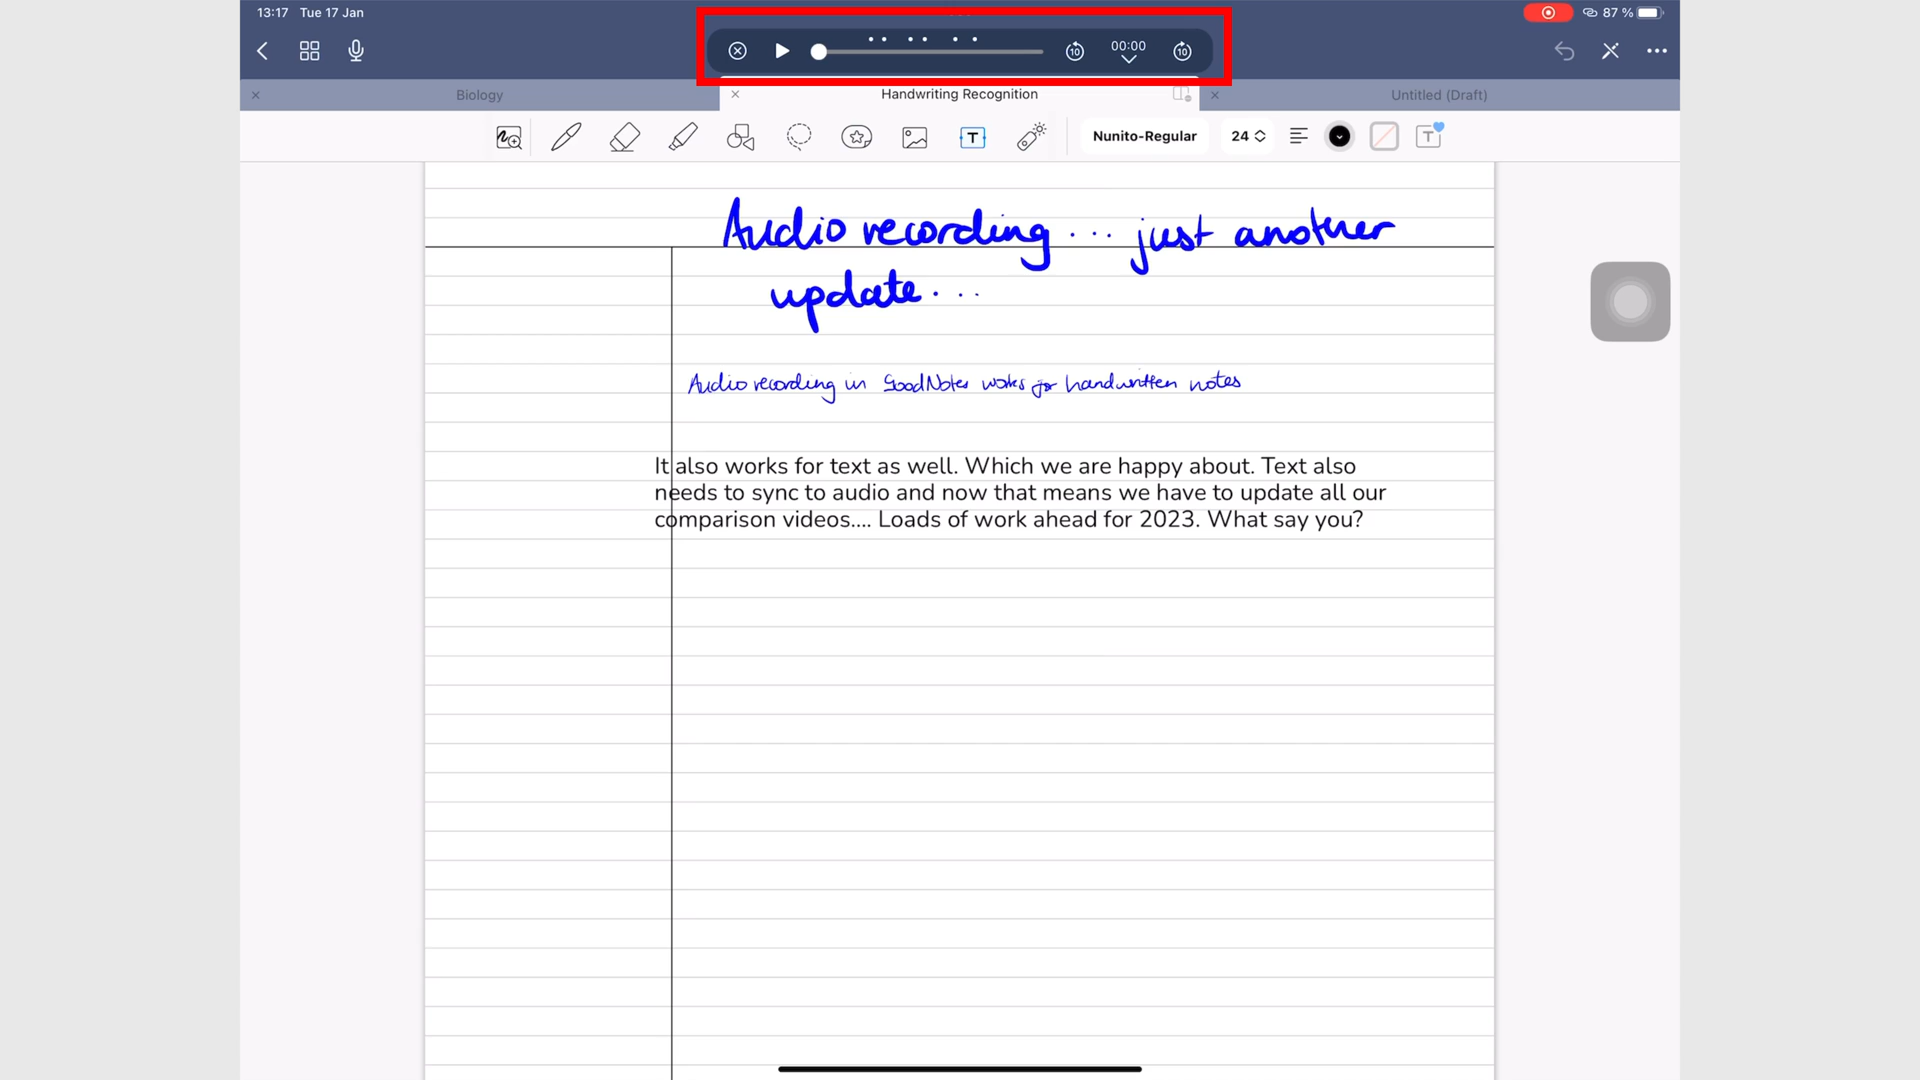 13:17 Tue 17 Jan
87 %
10 00:00 10
Biology
Handwriting Recognition
Untitled (Draft)
T Nunito-Regular 24 T
Audio recording ... just another
update...
Audio recording in GoodNotes works for handwritten notes
It also works for text as well. Which we are happy about. Text also
needs to sync to audio and now that means we have to update all our
comparison videos.... Loads of work ahead for 2023. What say you?